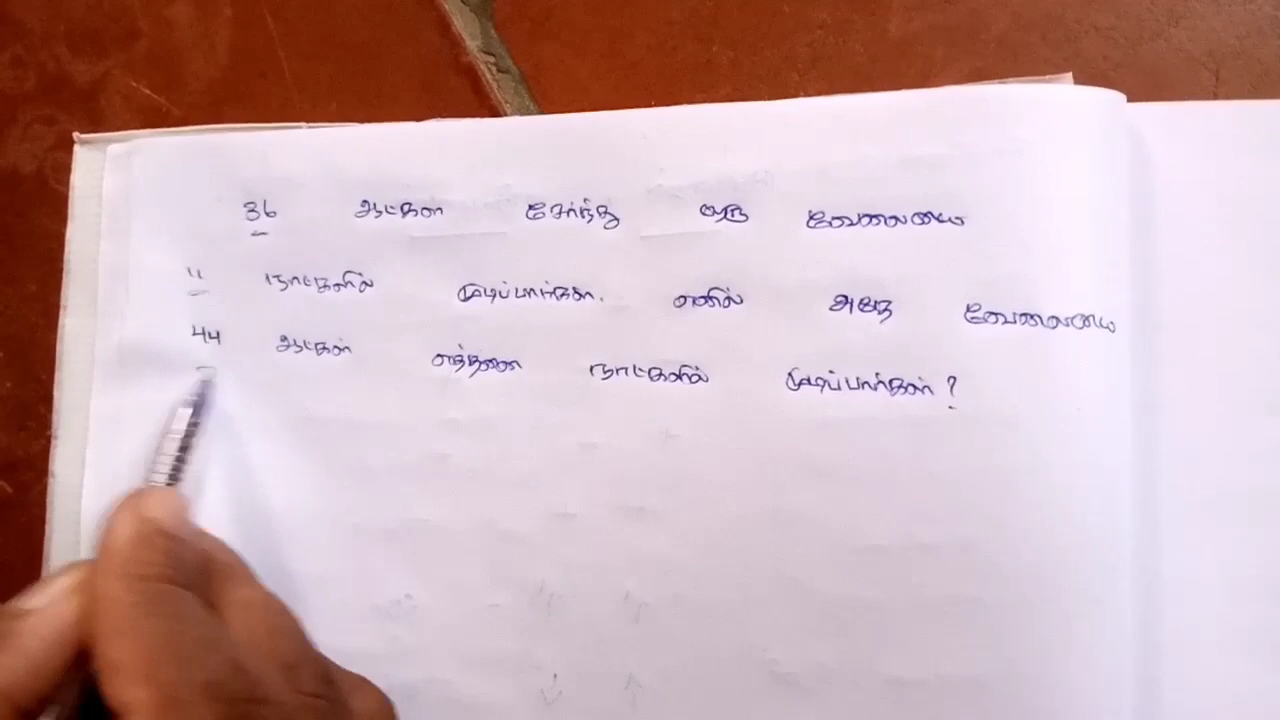 36 ஆட்கள் சேர்ந்து ஒரு வேலையை
11 நாட்களில் முடிப்பார்கள். எனில் அதே வேலையை
44 ஆட்கள் எத்தனை நாட்களில் முடிப்பார்கள் ?